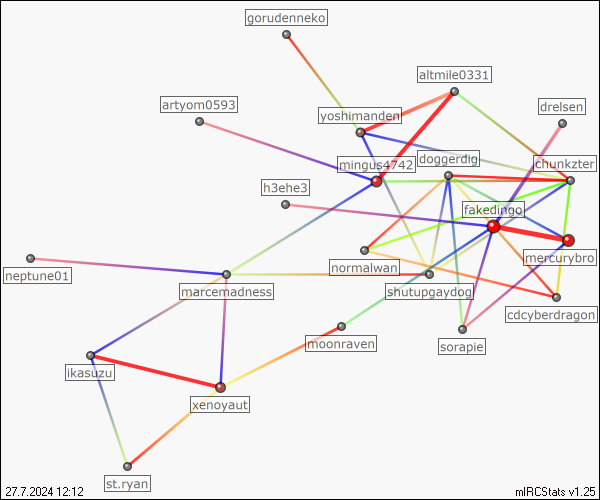 gorudenneko
altmile0331
artyom0593
drelsen
yoshimanden
doggerdig
chunkzter
mingus4742
h3ehe3
fakedingo
mercurybro
normalwan
neptune01
marcemadness
shutupgaydog
cdcyberdragon
moonraven
sorapie
ikasuzu
xenoyaut
st.ryan
27.7.2024 12:12
mIRCStats v1.25